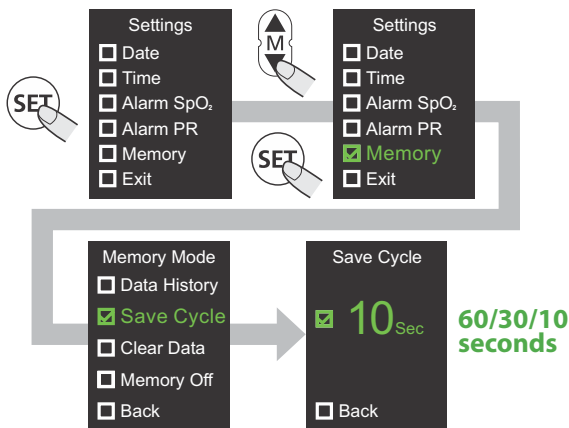 SET
Settings
Date
Time
Alarm SpO₂
Alarm PR
Memory
Exit
M
SET
Settings
Date
Time
Alarm SpO₂
Alarm PR
Memory
Exit
Memory Mode
Data History
Save Cycle
Clear Data
Memory Off
Back
Save Cycle
10 Sec
Back
60/30/10
seconds